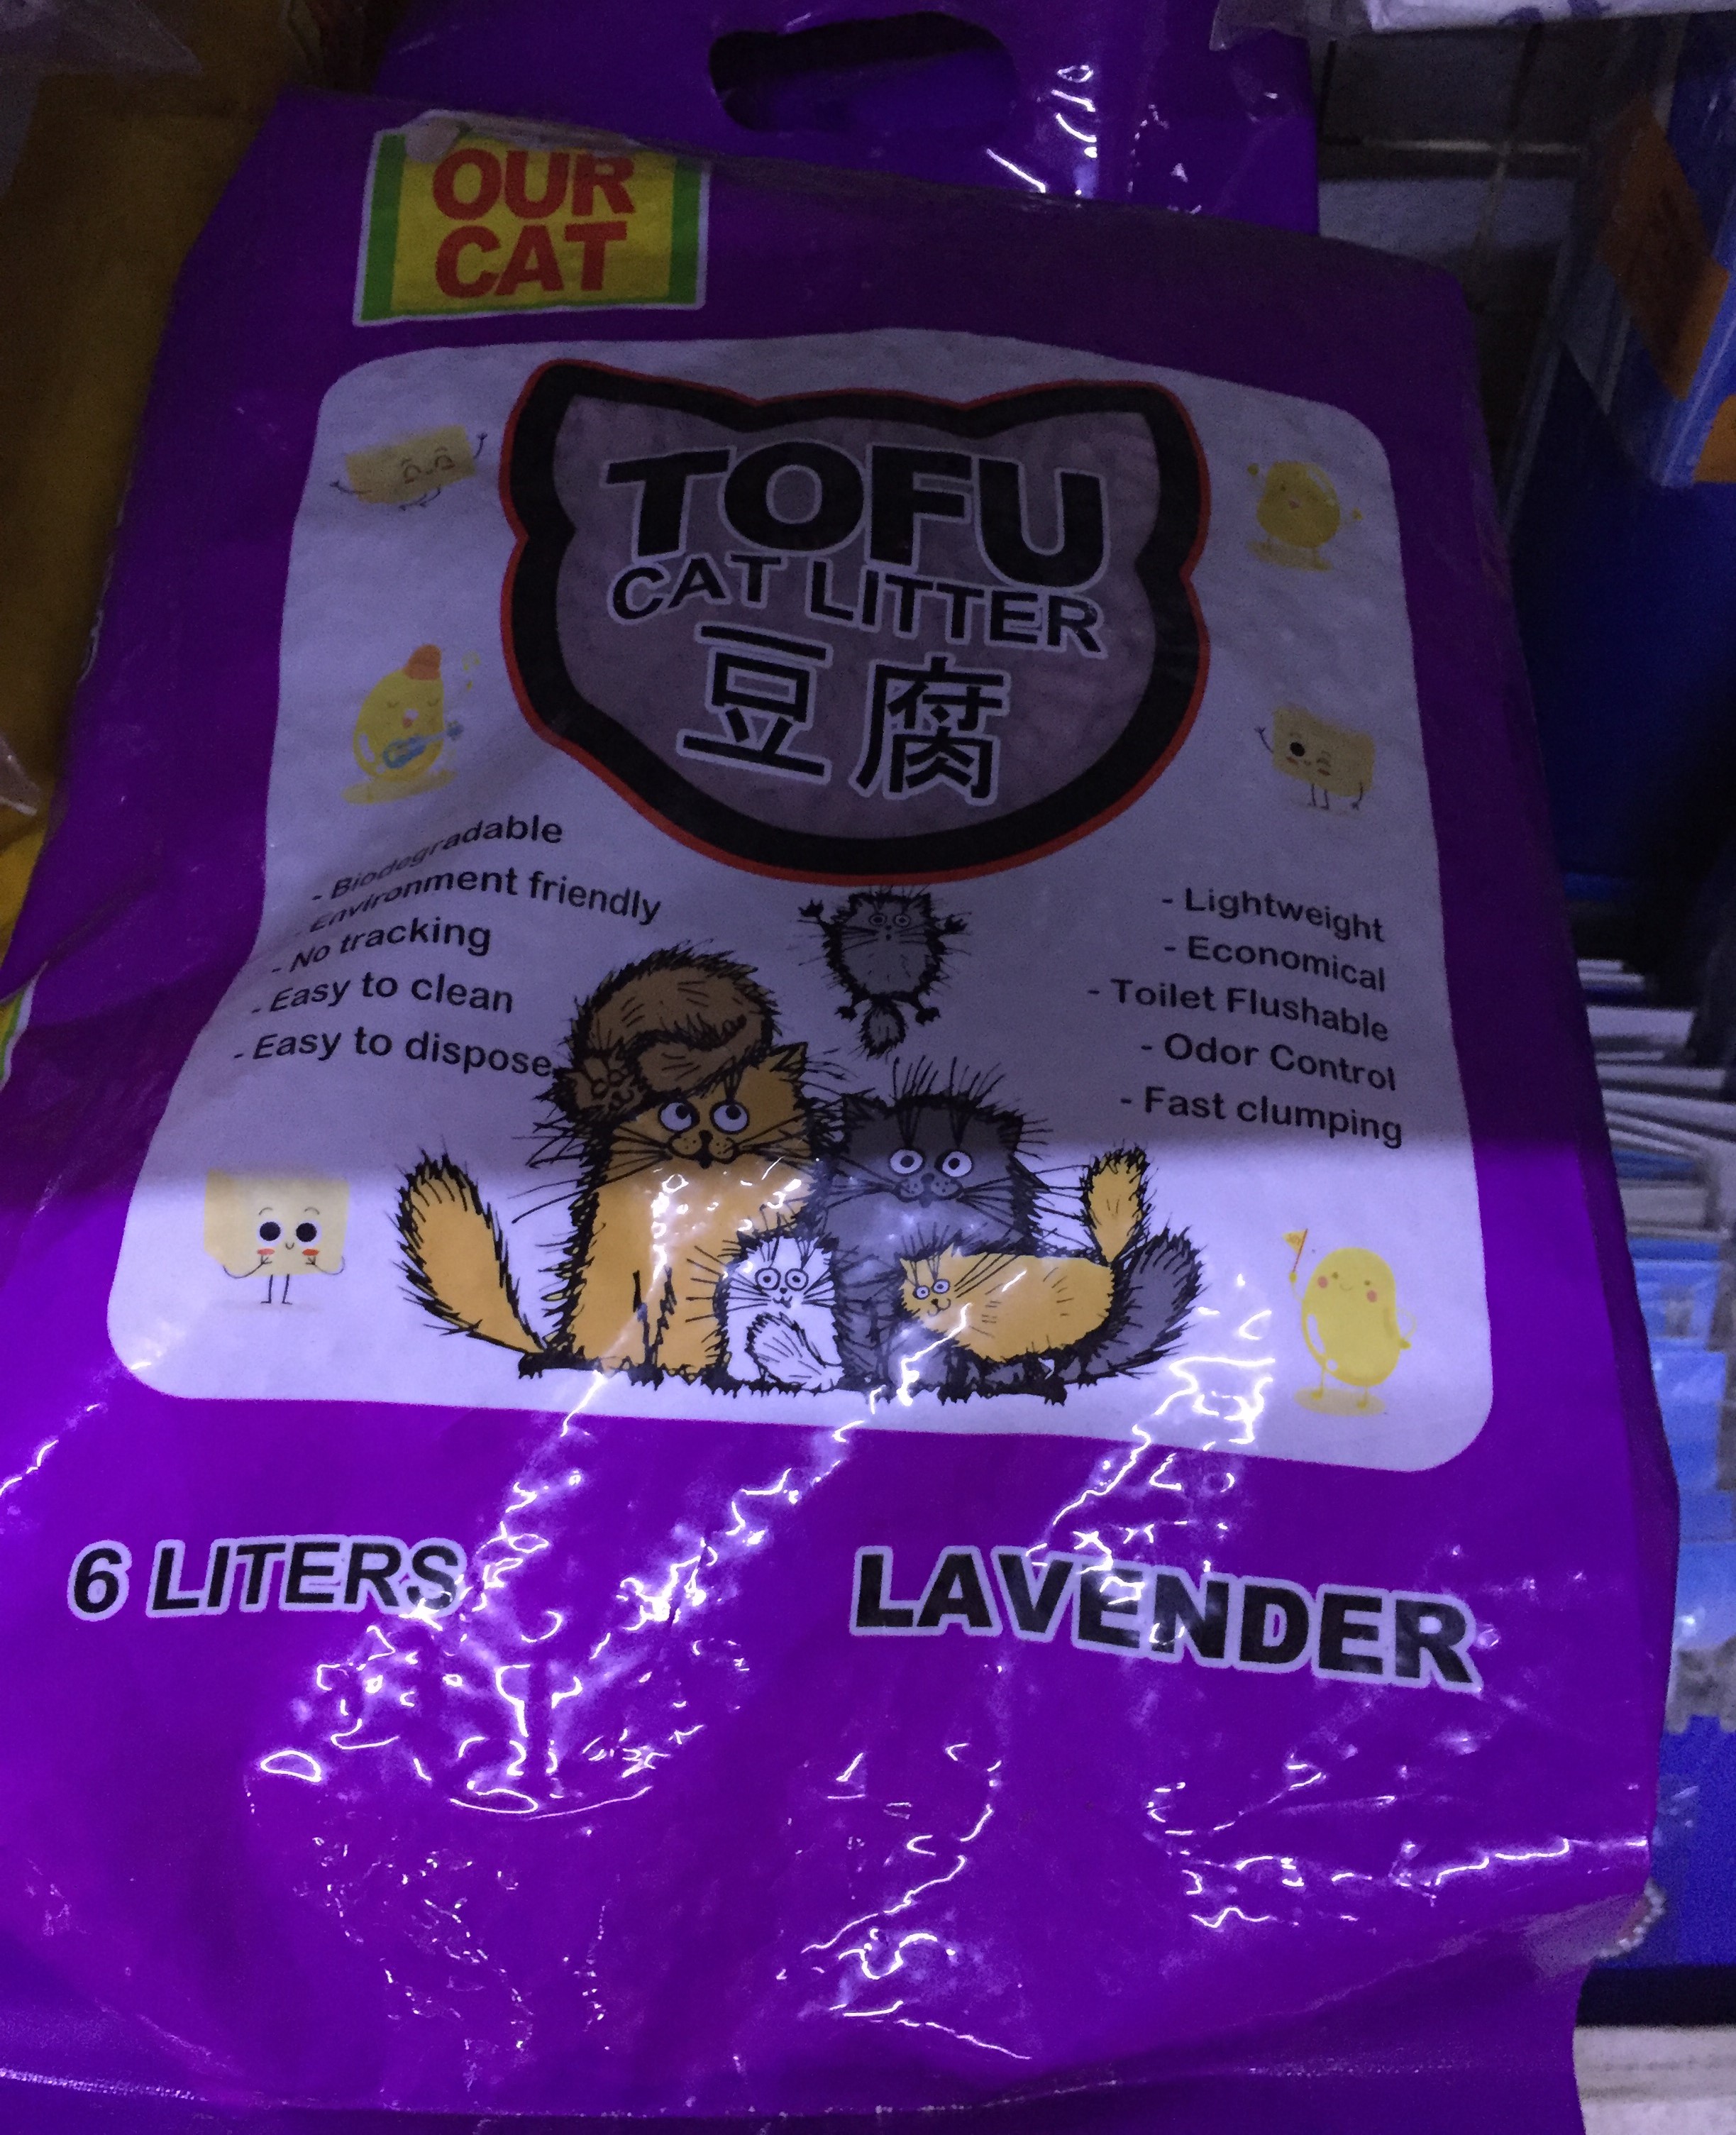 OUR
CAT
TOFU
CAT LITTER
豆腐
- Biodegradable
- Environment friendly
- No tracking
- Easy to clean
- Easy to dispose
- Lightweight
- Economical
- Toilet Flushable
- Odor Control
- Fast clumping
6 LITERS
LAVENDER